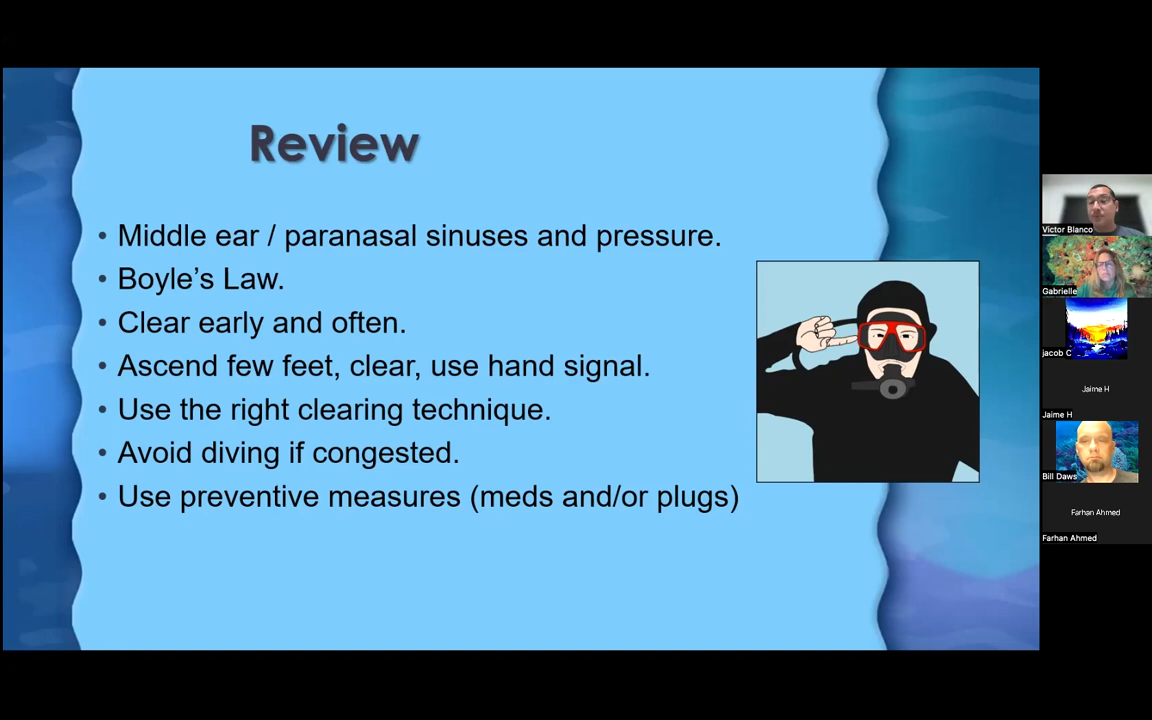 Review
• Middle ear / paranasal sinuses and pressure.
• Boyle’s Law.
• Clear early and often.
• Ascend few feet, clear, use hand signal.
• Use the right clearing technique.
• Avoid diving if congested.
• Use preventive measures (meds and/or plugs)
Victor Blanco
Gabrielle
jacob C
Jaime H
Jaime H
Bill Daws
Farhan Ahmed
Farhan Ahmed